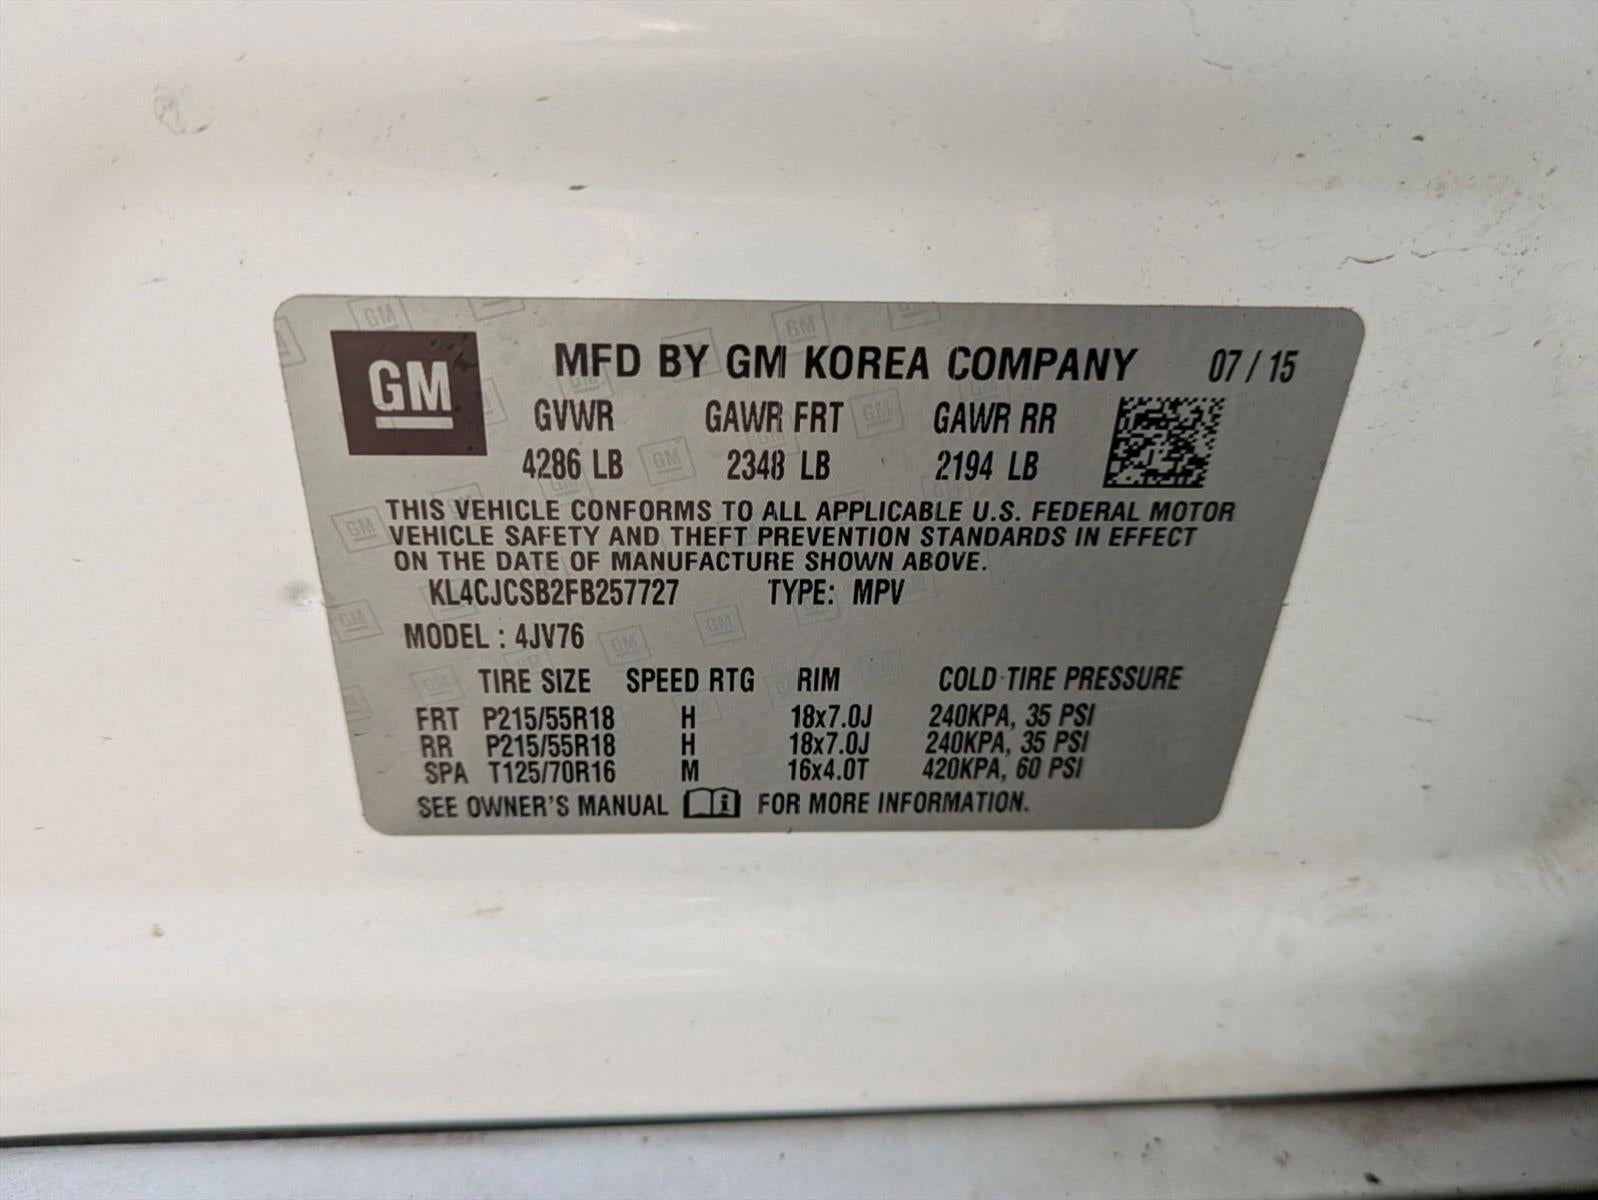 GM MFD BY GM KOREA COMPANY 07 / 15
GVWR GAWR FRT GAWR RR
4286 LB 2348 LB 2194 LB
THIS VEHICLE CONFORMS TO ALL APPLICABLE U.S. FEDERAL MOTOR
VEHICLE SAFETY AND THEFT PREVENTION STANDARDS IN EFFECT
ON THE DATE OF MANUFACTURE SHOWN ABOVE.
KL4CJCSB2FB257727 TYPE: MPV
MODEL : 4JV76
TIRE SIZE SPEED RTG RIM COLD TIRE PRESSURE
FRT P215/55R18 H 18x7.0J 240KPA, 35 PSI
RR P215/55R18 H 18x7.0J 240KPA, 35 PSI
SPA T125/70R16 M 16x4.0T 420KPA, 60 PSI
SEE OWNER'S MANUAL i FOR MORE INFORMATION.